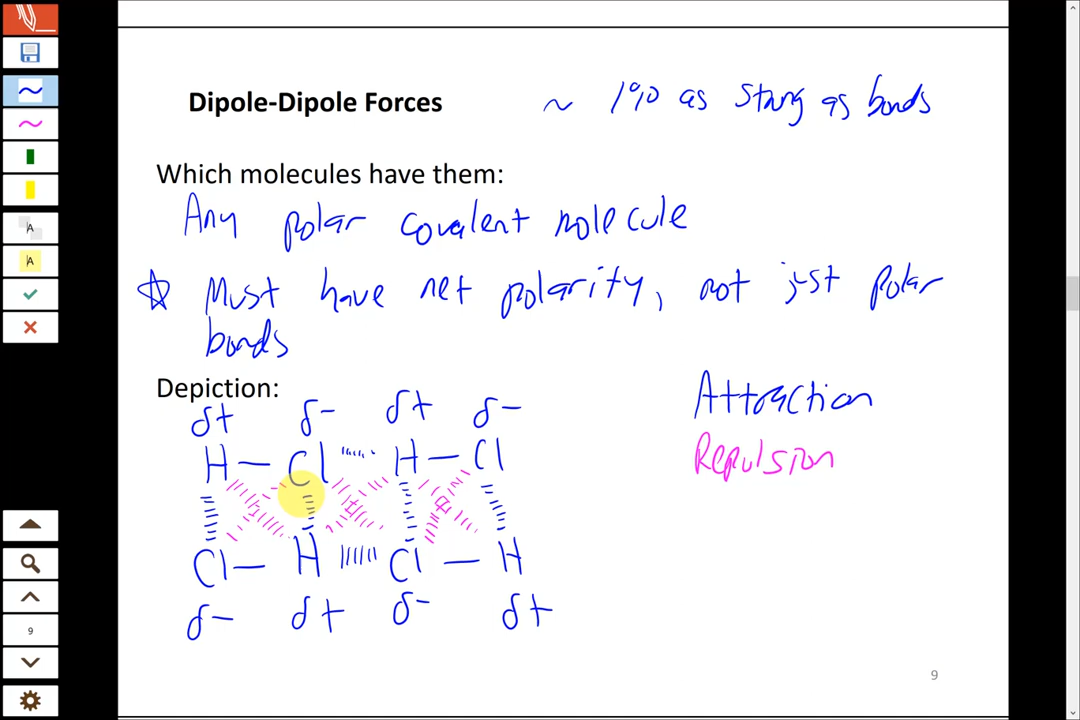 Dipole-Dipole Forces ~ 1% as strong as bonds
Which molecules have them:
Any polar covalent molecule
☆ Must have net polarity, not just polar
bonds
Depiction:
Attraction
δ+ δ- δ+ δ-
H - Cl H - Cl
Repulsion
Cl - H Cl - H
δ- δ+ δ- δ+
9
9
A
A